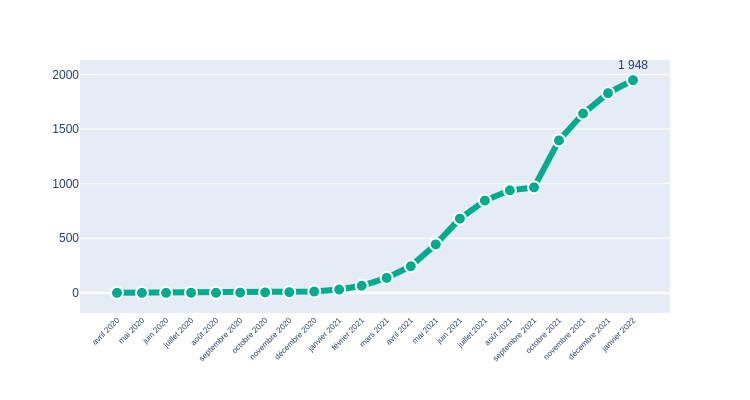 1 948
2000
1500
1000
500
0
avril 2020
mai 2020
juin 2020
juillet 2020
août 2020
septembre 2020
octobre 2020
novembre 2020
décembre 2020
janvier 2021
février 2021
mars 2021
avril 2021
mai 2021
juin 2021
juillet 2021
août 2021
septembre 2021
octobre 2021
novembre 2021
décembre 2021
janvier 2022